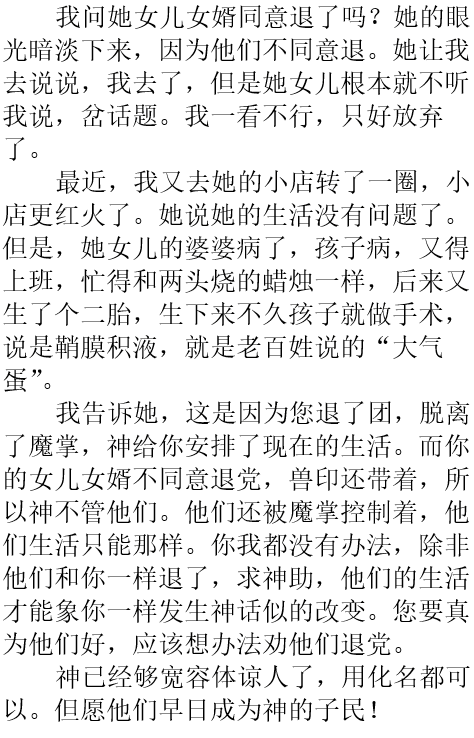 我问她女儿女婿同意退了吗？她的眼
光暗淡下来，因为他们不同意退。她让我
去说说，我去了，但是她女儿根本就不听
我说，岔话题。我一看不行，只好放弃
了。
最近，我又去她的小店转了一圈，小
店更红火了。她说她的生活没有问题了。
但是，她女儿的婆婆病了，孩子病，又得
上班，忙得和两头烧的蜡烛一样，后来又
生了个二胎，生下来不久孩子就做手术，
说是鞘膜积液，就是老百姓说的“大气
蛋”。
我告诉她，这是因为您退了团，脱离
了魔掌，神给你安排了现在的生活。而你
的女儿女婿不同意退党，兽印还带着，所
以神不管他们。他们还被魔掌控制着，他
们生活只能那样。你我都没有办法，除非
他们和你一样退了，求神助，他们的生活
才能象你一样发生神话似的改变。您要真
为他们好，应该想办法劝他们退党。
神已经够宽容体谅人了，用化名都可
以。但愿他们早日成为神的子民！